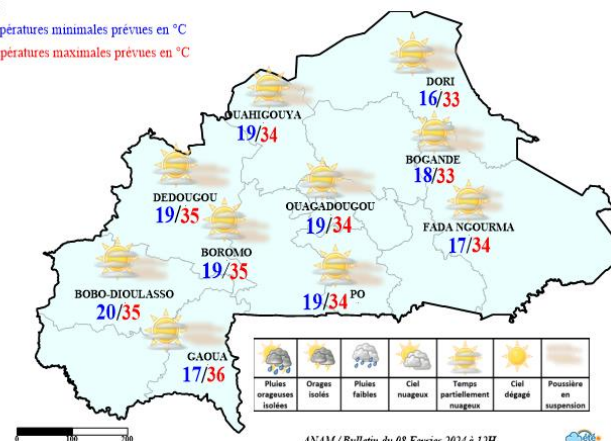 pératures minimales prévues en °C
pératures maximales prévues en °C
DORI
16/33
OUAHIGOUYA
19/34
BOGANDE
18/33
DEDOUGOU
19/35
OUAGADOUGOU
19/34
FADA NGOURMA
17/34
BOROMO
19/35
BOBO-DIOULASSO
20/35
19/34 PO
GAOUA
17/36
Pluies orageuses isolées
Orages isolés
Pluies faibles
Ciel nuageux
Temps partiellement nuageux
Ciel dégagé
Poussière en suspension
0 100 200
ANAM / Bulletin du 08 Fevrier 2024 à 12H